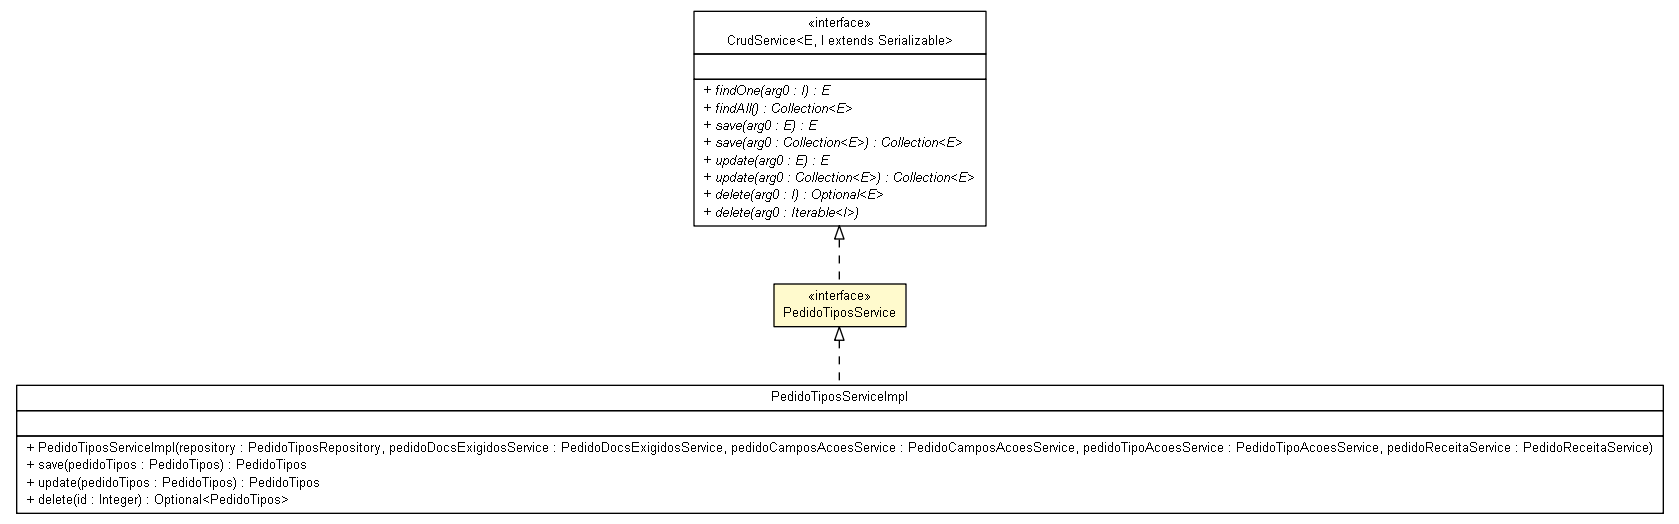 «interface»
CrudService<E, I extends Serializable>
+ findOne(arg0 : I) : E
+ findAll() : Collection<E>
+ save(arg0 : E) : E
+ save(arg0 : Collection<E>) : Collection<E>
+ update(arg0 : E) : E
+ update(arg0 : Collection<E>) : Collection<E>
+ delete(arg0 : I) : Optional<E>
+ delete(arg0 : Iterable<I>)
«interface»
PedidoTiposService
PedidoTiposServiceImpl
+ PedidoTiposServiceImpl(repository : PedidoTiposRepository, pedidoDocsExigidosService : PedidoDocsExigidosService, pedidoCamposAcoesService : PedidoCamposAcoesService, pedidoTipoAcoesService : PedidoTipoAcoesService, pedidoReceitaService : PedidoReceitaService)
+ save(pedidoTipos : PedidoTipos) : PedidoTipos
+ update(pedidoTipos : PedidoTipos) : PedidoTipos
+ delete(id : Integer) : Optional<PedidoTipos>